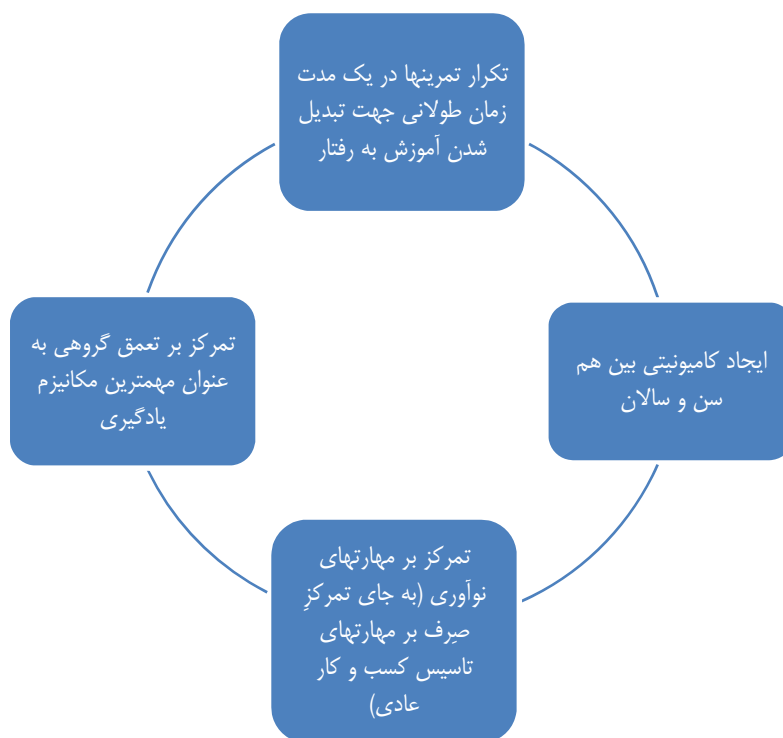 تکرار تمرینها در یک مدت
زمان طولانی جهت تبدیل
شدن آموزش به رفتار
ایجاد کامیونیتی بین هم
سن و سالان
تمرکز بر مهارتهای
نوآوری (به جای تمرکزِ
صِرف بر مهارتهای
تاسیس کسب و کار
عادی)
تمرکز بر تعمق گروهی به
عنوان مهمترین مکانیزم
یادگیری